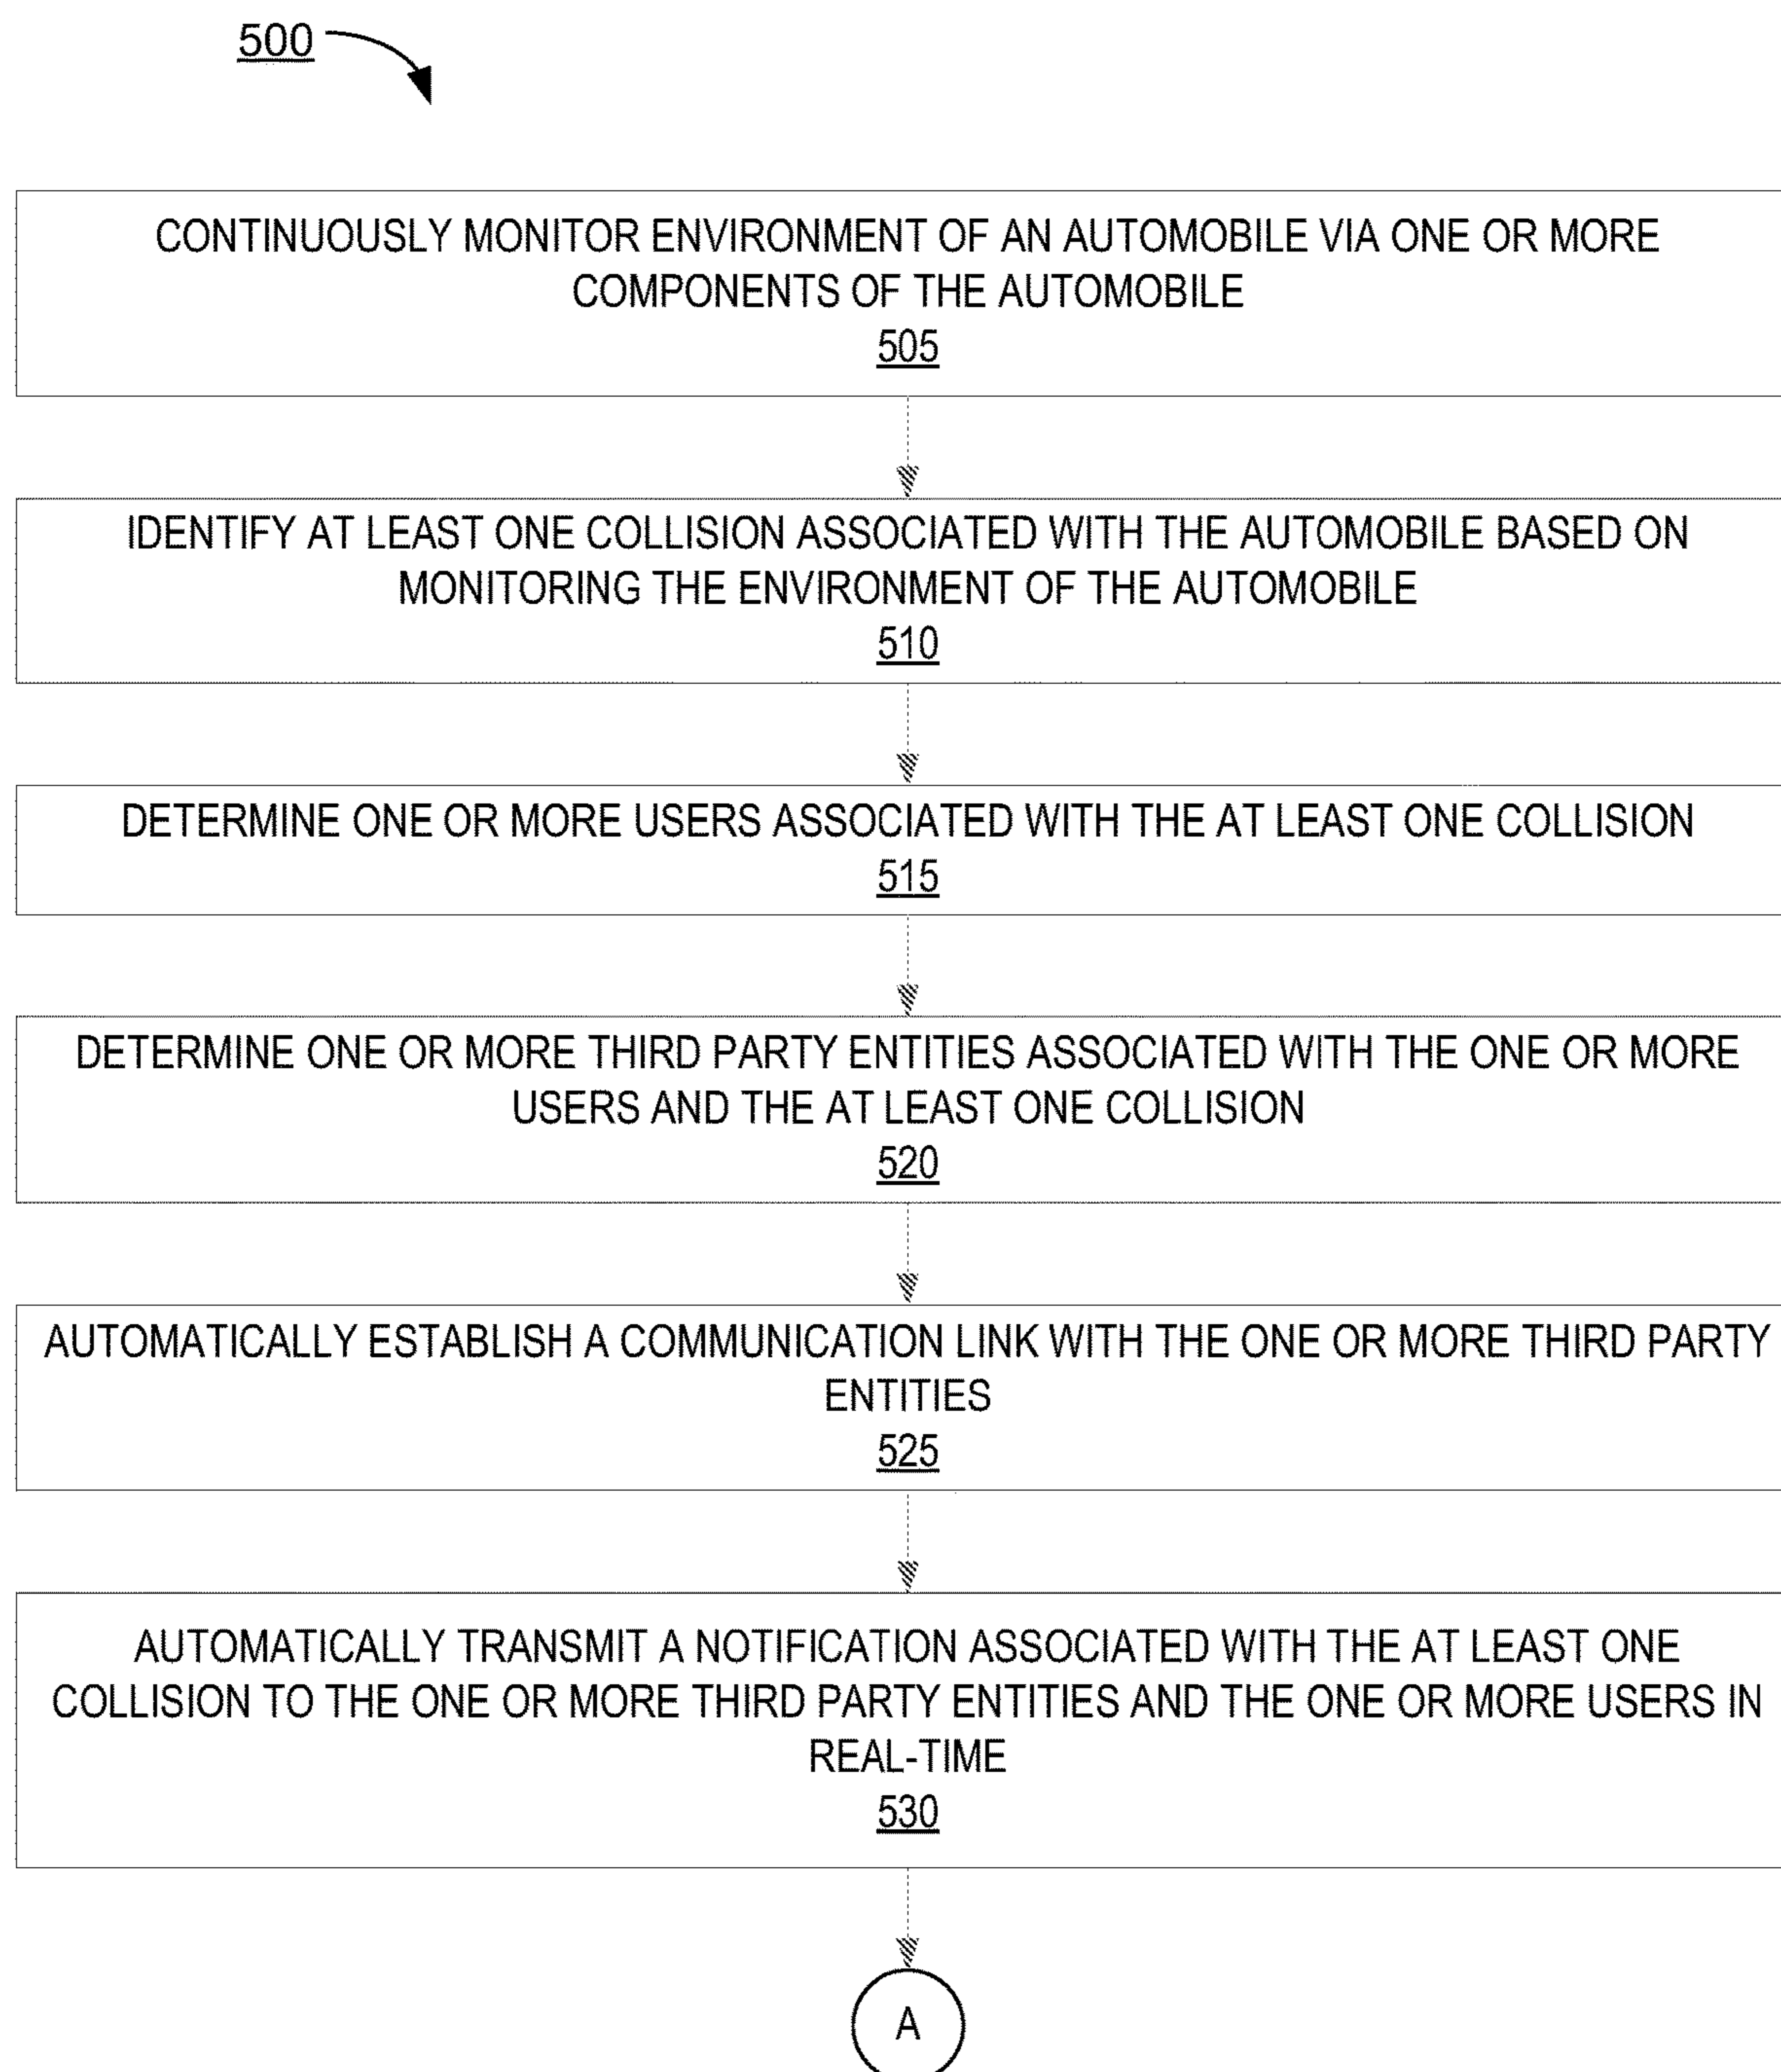 500
CONTINUOUSLY MONITOR ENVIRONMENT OF AN AUTOMOBILE VIA ONE OR MORE
COMPONENTS OF THE AUTOMOBILE
505
IDENTIFY AT LEAST ONE COLLISION ASSOCIATED WITH THE AUTOMOBILE BASED ON
MONITORING THE ENVIRONMENT OF THE AUTOMOBILE
510
DETERMINE ONE OR MORE USERS ASSOCIATED WITH THE AT LEAST ONE COLLISION
515
DETERMINE ONE OR MORE THIRD PARTY ENTITIES ASSOCIATED WITH THE ONE OR MORE
USERS AND THE AT LEAST ONE COLLISION
520
AUTOMATICALLY ESTABLISH A COMMUNICATION LINK WITH THE ONE OR MORE THIRD PARTY
ENTITIES
525
AUTOMATICALLY TRANSMIT A NOTIFICATION ASSOCIATED WITH THE AT LEAST ONE
COLLISION TO THE ONE OR MORE THIRD PARTY ENTITIES AND THE ONE OR MORE USERS IN
REAL-TIME
530
A